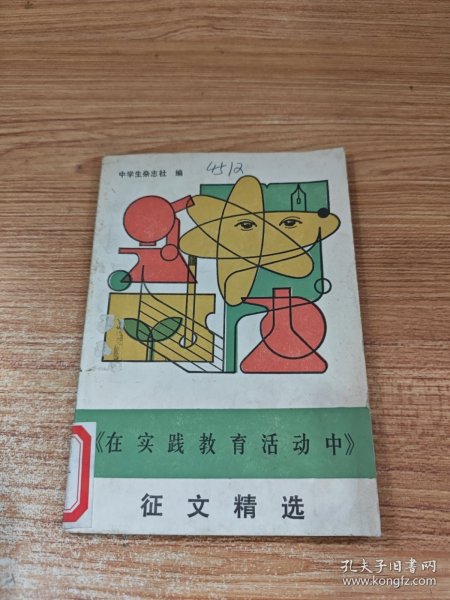 中学生杂志社 编
4512
《在实践教育活动中》
征文精选
孔夫子旧书网
www.kongfz.com